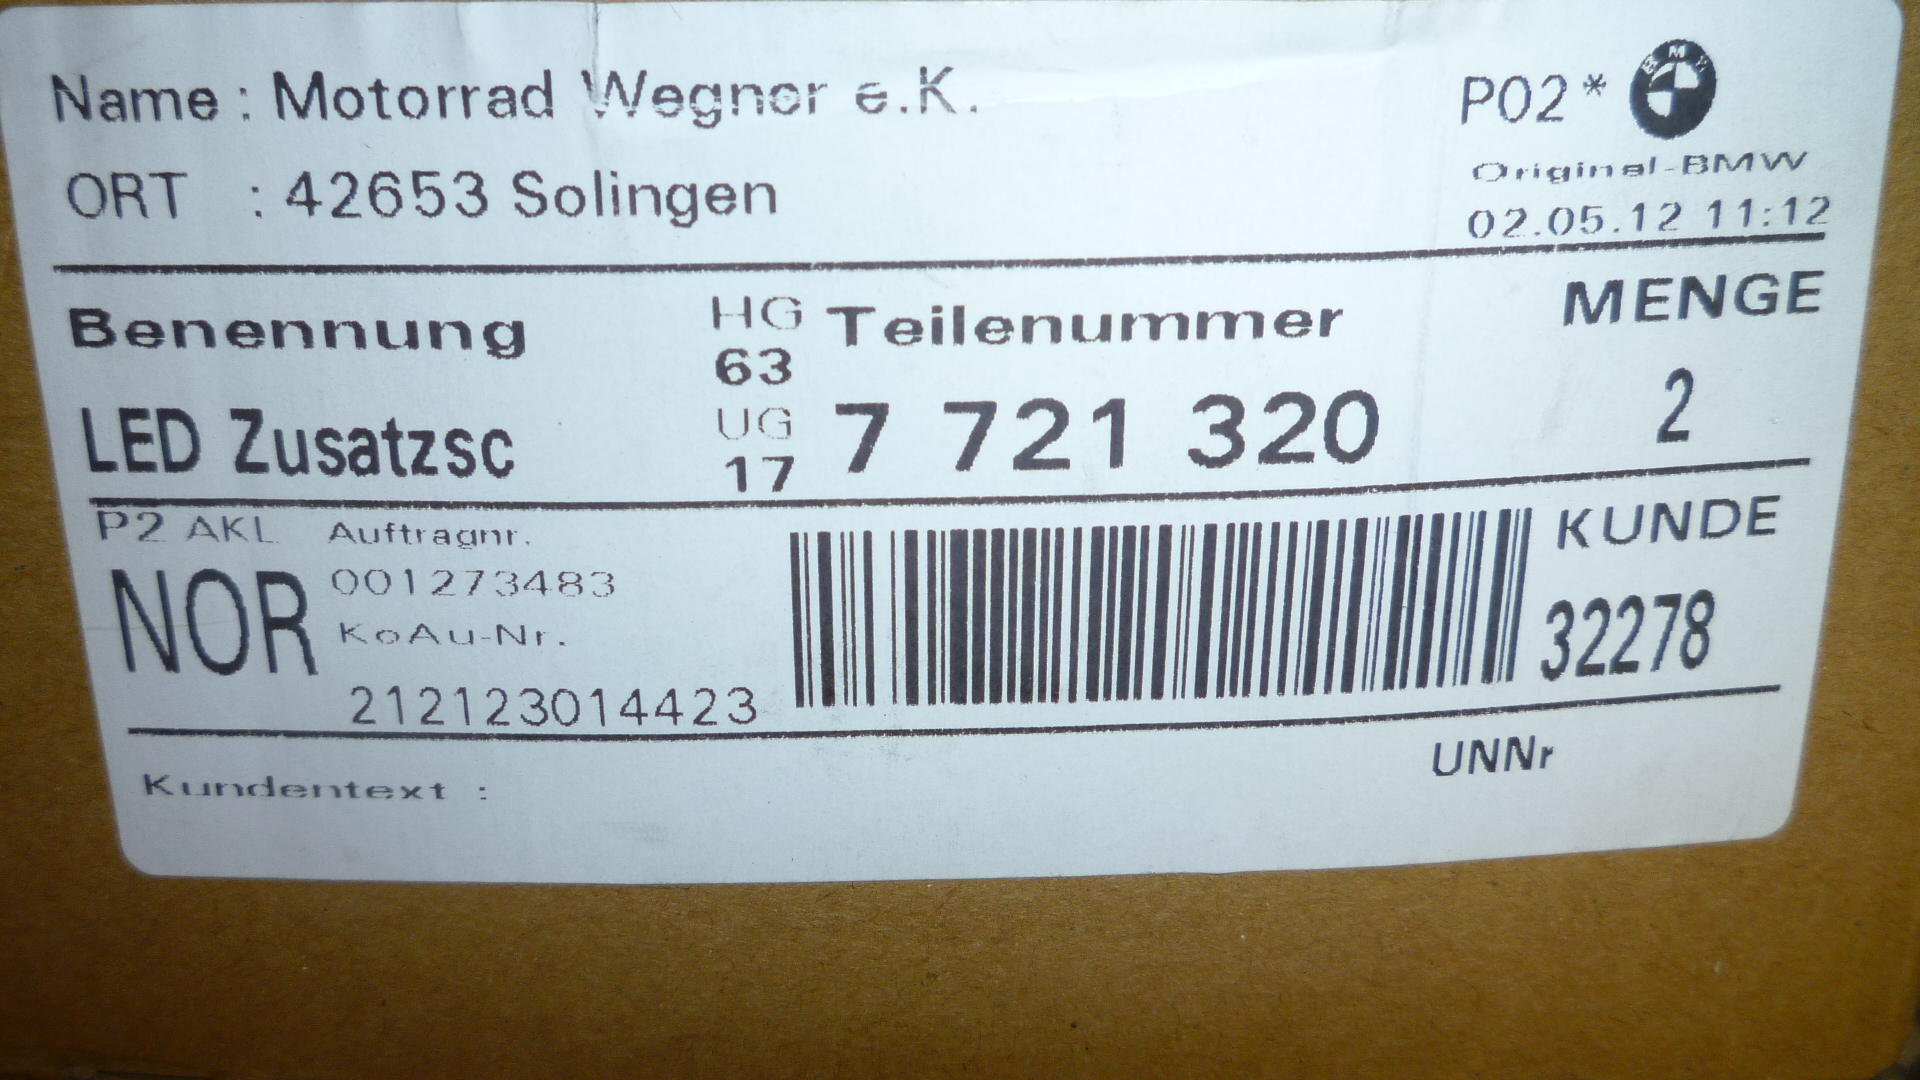 Name : Motorrad Wegner e.K.
ORT : 42653 Solingen
P02* BMW
Original-BMW
02.05.12 11:12
Benennung HG Teilenummer MENGE
63
LED Zusatzsc UG 7 721 320 2
17
P2 AKL Auftragnr. KUNDE
NOR 001273483 32278
KoAu-Nr.
212123014423
UNNr
Kundentext :